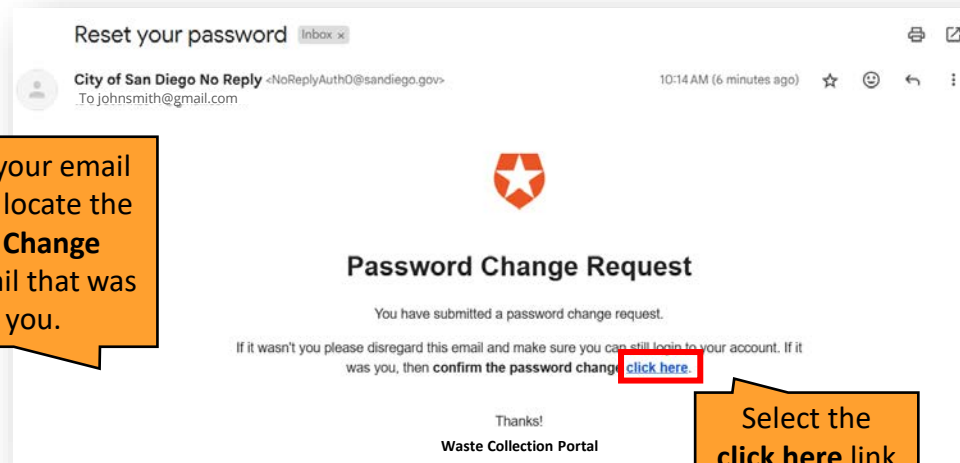 Reset your password Inbox x
City of San Diego No Reply <NoReplyAuth0@sandiego.gov> 10:14 AM (6 minutes ago)
To johnsmith@gmail.com
your email
locate the
Change
il that was
you.
Password Change Request
You have submitted a password change request.
If it wasn't you please disregard this email and make sure you can still login to your account. If it
was you, then confirm the password change click here.
Thanks!
Waste Collection Portal
Select the
click here link